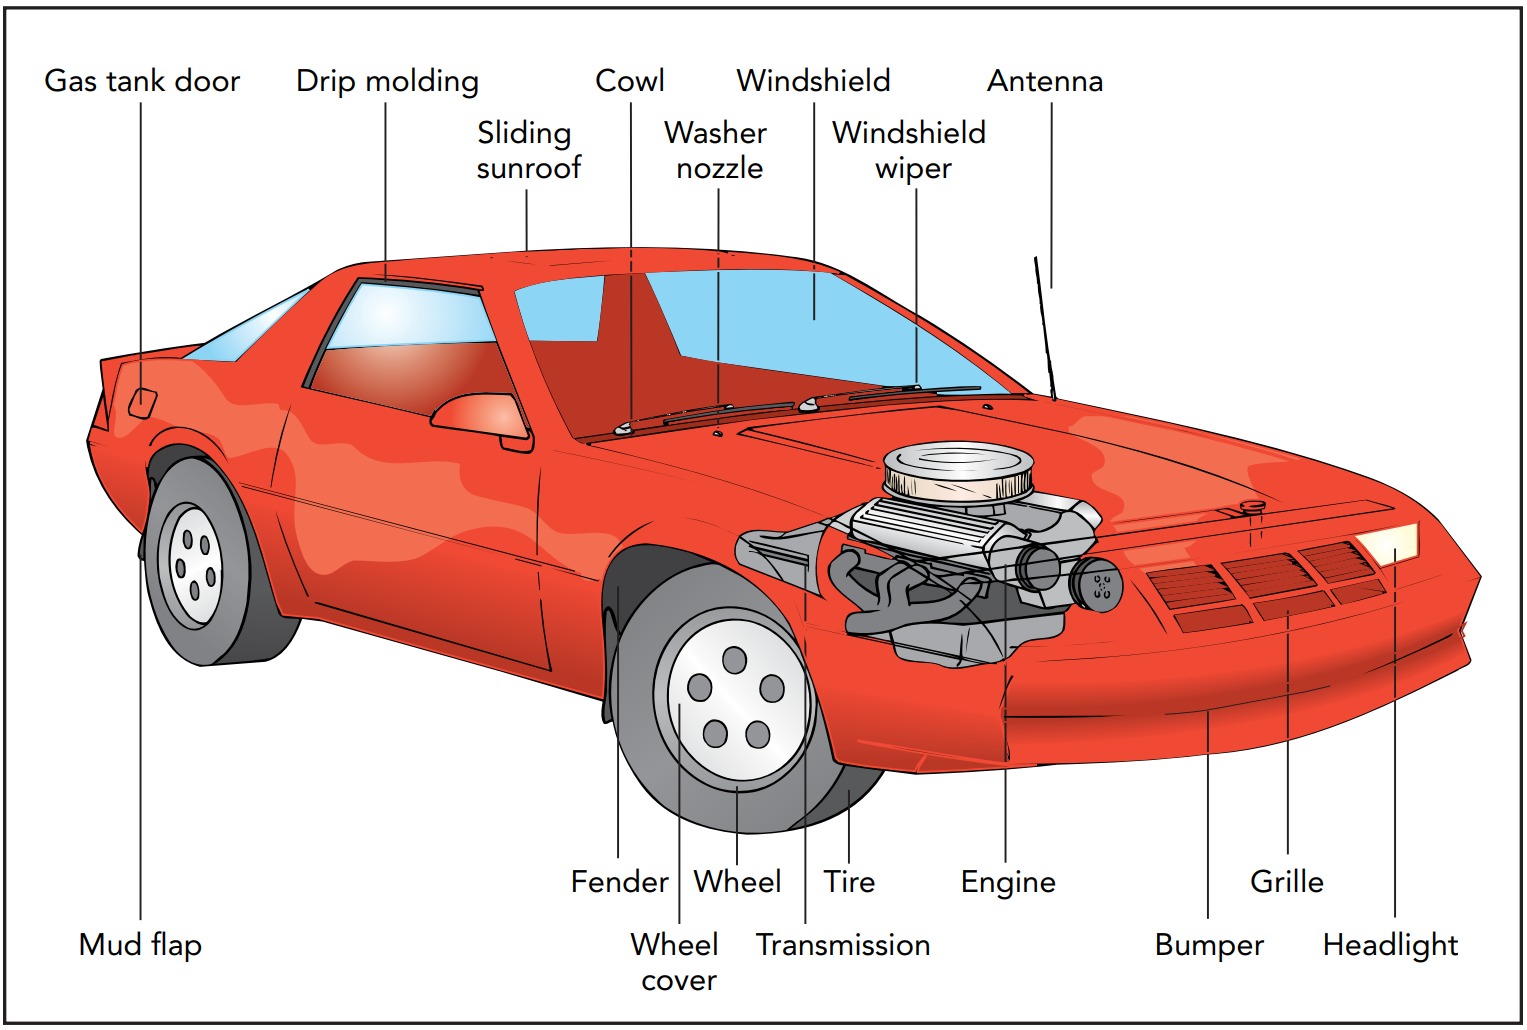 Gas tank door
Drip molding
Cowl
Windshield
Antenna
Sliding
sunroof
Washer
nozzle
Windshield
wiper
Fender
Wheel
Tire
Engine
Grille
Mud flap
Wheel
cover
Transmission
Bumper
Headlight